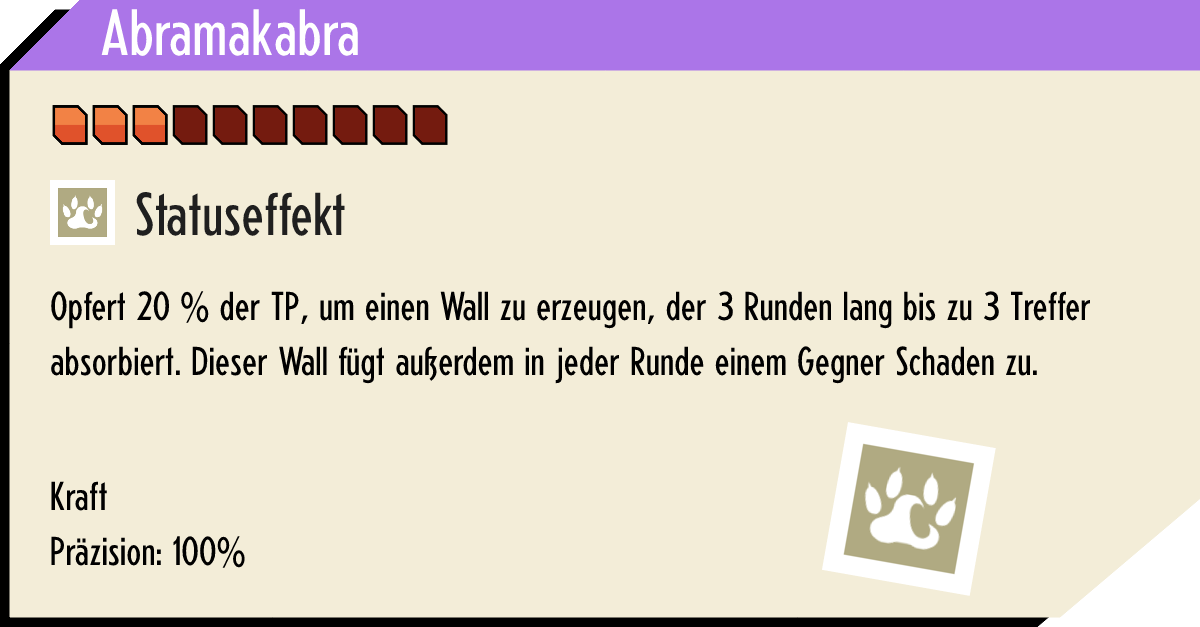 Abramakabra
Statuseffekt
Opfert 20 % der TP, um einen Wall zu erzeugen, der 3 Runden lang bis zu 3 Treffer
absorbiert. Dieser Wall fügt außerdem in jeder Runde einem Gegner Schaden zu.
Kraft
Präzision: 100%